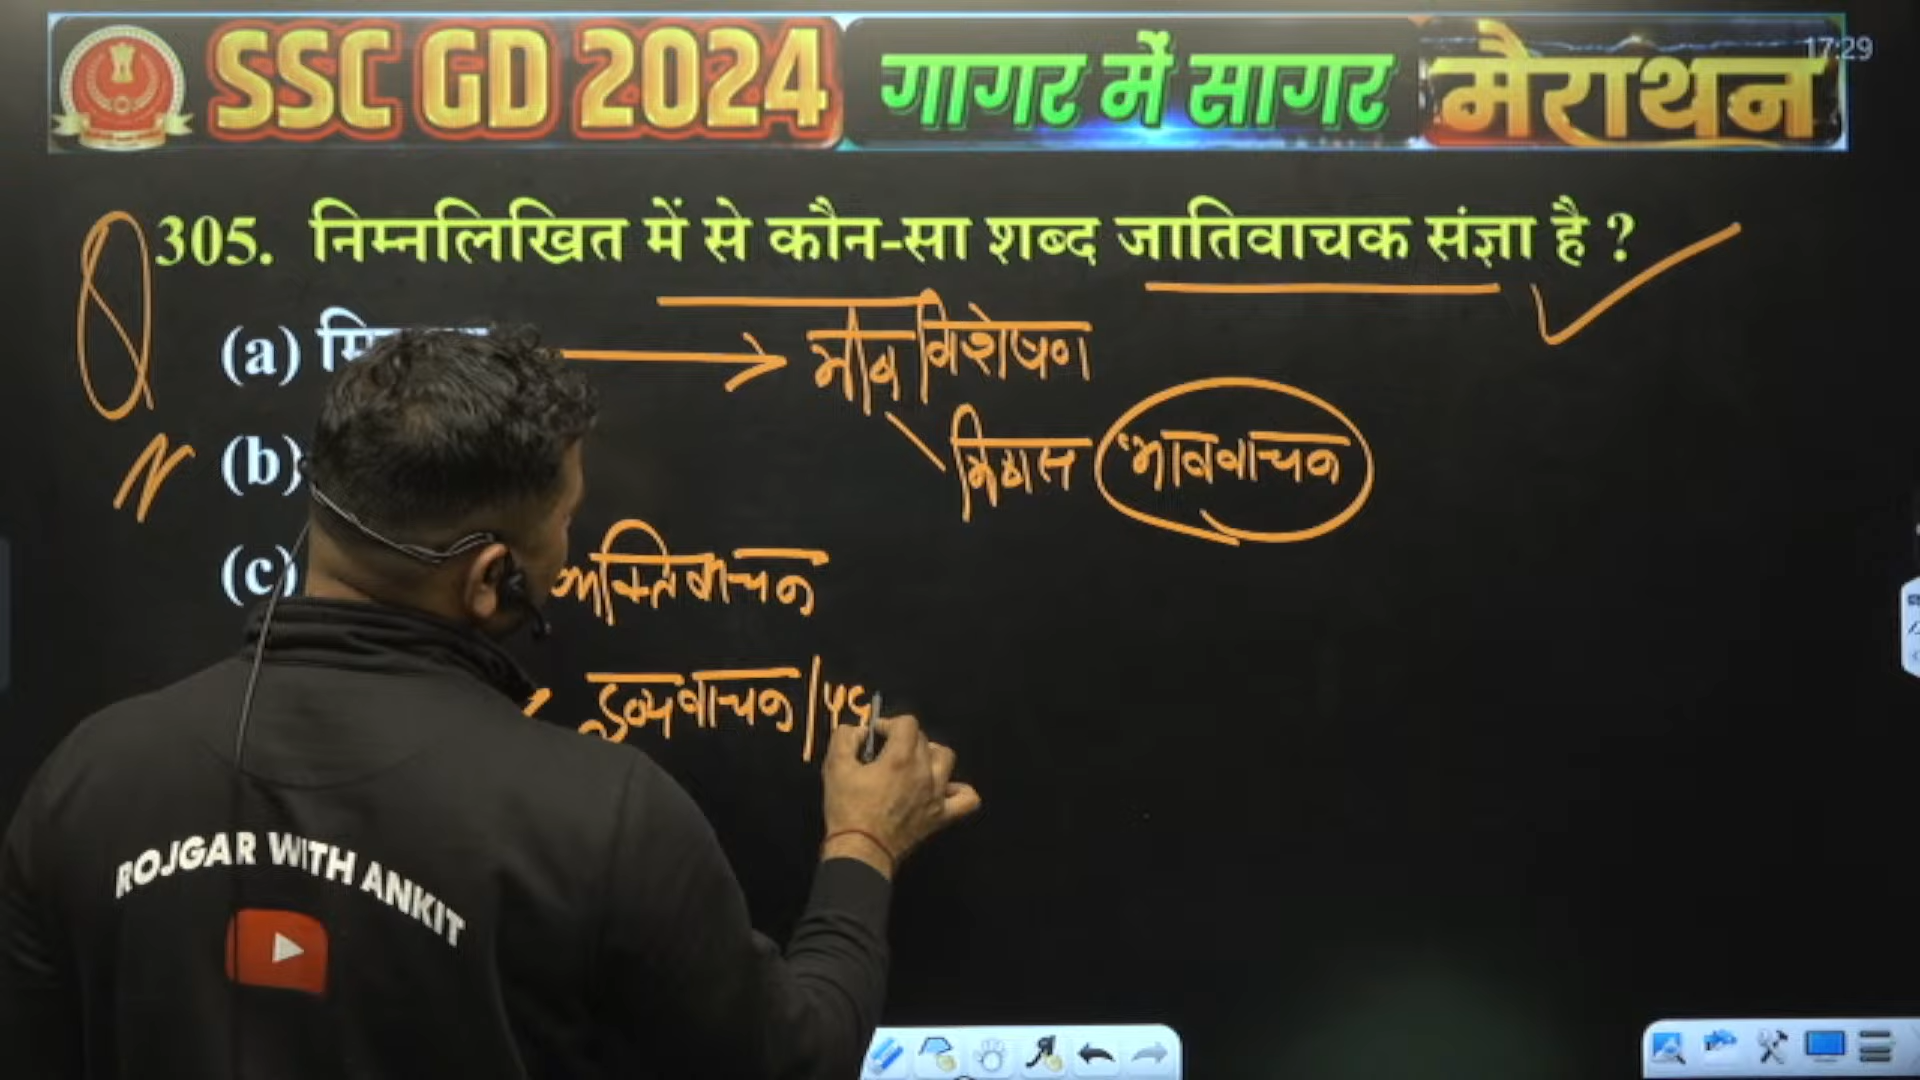 SSC GD 2024 गागर में सागर मैराथन 17:29
305. निम्नलिखित में से कौन-सा शब्द जातिवाचक संज्ञा है ?
(a) → भाव विशेषण
(b) भाववाचक
(c) व्यक्तिवाचक
द्रव्यवाचक /
ROJGAR WITH ANKIT